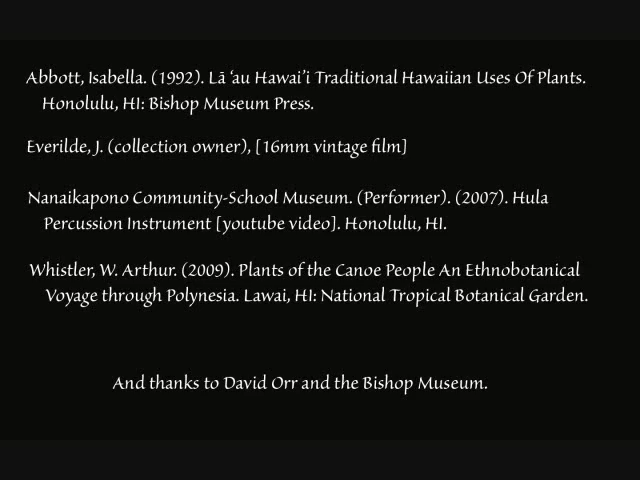 Abbott, Isabella. (1992). Lā ‘au Hawai’i Traditional Hawaiian Uses Of Plants.
Honolulu, HI: Bishop Museum Press.
Everilde, J. (collection owner), [16mm vintage film]
Nanaikapono Community-School Museum. (Performer). (2007). Hula
Percussion Instrument [youtube video]. Honolulu, HI.
Whistler, W. Arthur. (2009). Plants of the Canoe People An Ethnobotanical
Voyage through Polynesia. Lawai, HI: National Tropical Botanical Garden.
And thanks to David Orr and the Bishop Museum.